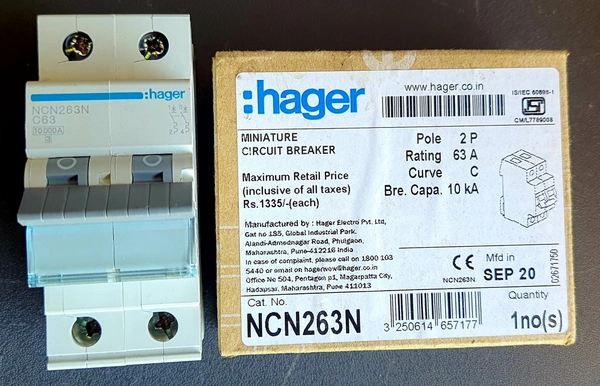 :hager
NCN263N
C63
10000A
:hager
www.hager.co.in
IS/IEC 60898-1
CM/L7789008
MINIATURE
CIRCUIT BREAKER
Pole 2 P
Rating 63 A
Curve C
Bre. Capa. 10 kA
Maximum Retail Price
(inclusive of all taxes)
Rs.1335/-(each)
Manufactured by : Hager Electro Pvt. Ltd,
Gat no 185, Global Industrial Park.
Alandi-Admednagar Road, Phulgaon,
Maharashtra, Pune-412216 India
In case of complaint, please call on 1800 103
5440 or email on hagerwow@hager.co.in
Office No 504, Pentagon p1, Magarpatta City,
Hadapsar, Maharashtra, Pune 411013
CE
NCN263N
Mfd in
SEP 20
02671750
Cat. No.
NCN263N
3 250614 657177
Quantity
1no(s)